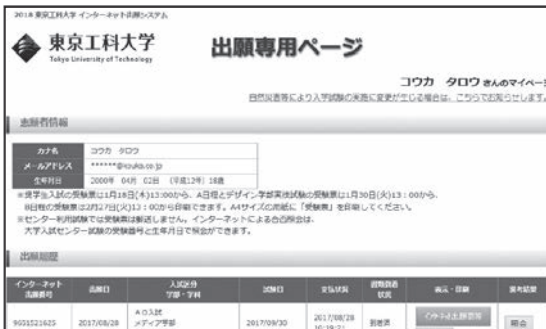 2018 東京工科大学 インターネット出願システム
東京工科大学
Tokyo University of Technology
出願専用ページ
コウカ タロウ さんのマイページ
自然災害等により入学試験の実施に変更が生じる場合は、こちらでお知らせします。
志願者情報
カナ名 コウカ タロウ
メールアドレス ******@kouka.co.jp
生年月日 2000年 04月 02日 (平成12年) 18歳
※奨学生入試の受験票は1月18日(木)13:00から、A日程とデザイン学部実技試験の受験票は1月30日(火)13:00から、
B日程の受験票は2月27日(火)13:00から印刷できます。A4サイズの用紙に「受験票」を印刷してください。
※センター利用試験では受験票は郵送しません。インターネットによる合否照会は、
大学入試センター試験の受験番号と生年月日で照会ができます。
出願履歴
インターネット出願番号 出願日 入試区分 学部・学科 試験日 支払状況 書類到着状況 表示・印刷 選考結果
9651521625 2017/08/28 AO入試 メディア学部 2017/09/30 2017/08/28 到着済 照会